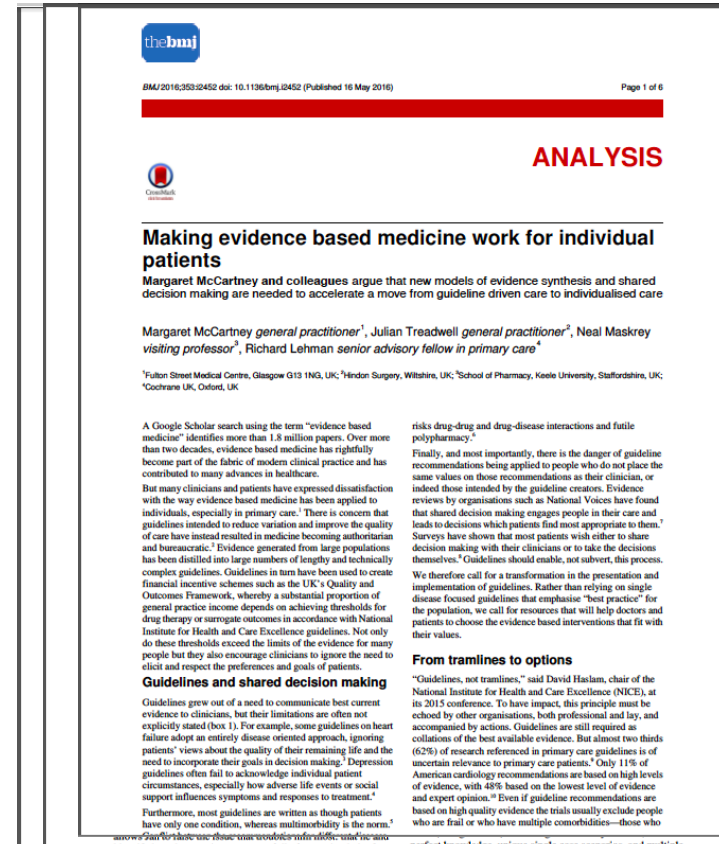 thebmj
BMJ 2016;353:i2452 doi: 10.1136/bmj.i2452 (Published 16 May 2016)
Page 1 of 6
ANALYSIS
CrossMark
Making evidence based medicine work for individual
patients
Margaret McCartney and colleagues argue that new models of evidence synthesis and shared
decision making are needed to accelerate a move from guideline driven care to individualised care
Margaret McCartney general practitioner1, Julian Treadwell general practitioner2, Neal Maskrey
visiting professor3, Richard Lehman senior advisory fellow in primary care4
1Fulton Street Medical Centre, Glasgow G13 1NG, UK; 2Hindon Surgery, Wiltshire, UK; 3School of Pharmacy, Keele University, Staffordshire, UK;
4Cochrane UK, Oxford, UK
A Google Scholar search using the term “evidence based
medicine” identifies more than 1.8 million papers. Over more
than two decades, evidence based medicine has rightfully
become part of the fabric of modern clinical practice and has
contributed to many advances in healthcare.
But many clinicians and patients have expressed dissatisfaction
with the way evidence based medicine has been applied to
individuals, especially in primary care.1 There is concern that
guidelines intended to reduce variation and improve the quality
of care have instead resulted in medicine becoming authoritarian
and bureaucratic.2 Evidence generated from large populations
has been distilled into large numbers of lengthy and technically
complex guidelines. Guidelines in turn have been used to create
financial incentive schemes such as the UK’s Quality and
Outcomes Framework, whereby a substantial proportion of
general practice income depends on achieving thresholds for
drug therapy or surrogate outcomes in accordance with National
Institute for Health and Care Excellence guidelines. Not only
do these thresholds exceed the limits of the evidence for many
people but they also encourage clinicians to ignore the need to
elicit and respect the preferences and goals of patients.
Guidelines and shared decision making
Guidelines grew out of a need to communicate best current
evidence to clinicians, but their limitations are often not
explicitly stated (box 1). For example, some guidelines on heart
failure adopt an entirely disease oriented approach, ignoring
patients’ views about the quality of their remaining life and the
need to incorporate their goals in decision making.3 Depression
guidelines often fail to acknowledge individual patient
circumstances, especially how adverse life events or social
support influences symptoms and responses to treatment.4
Furthermore, most guidelines are written as though patients
have only one condition, whereas multimorbidity is the norm.5
risks drug-drug and drug-disease interactions and futile
polypharmacy.6
Finally, and most importantly, there is the danger of guideline
recommendations being applied to people who do not place the
same values on those recommendations as their clinician, or
indeed those intended by the guideline creators. Evidence
reviews by organisations such as National Voices have found
that shared decision making engages people in their care and
leads to decisions which patients find most appropriate to them.7
Surveys have shown that most patients wish either to share
decision making with their clinicians or to take the decisions
themselves.8 Guidelines should enable, not subvert, this process.
We therefore call for a transformation in the presentation and
implementation of guidelines. Rather than relying on single
disease focused guidelines that emphasise “best practice” for
the population, we call for resources that will help doctors and
patients to choose the evidence based interventions that fit with
their values.
From tramlines to options
“Guidelines, not tramlines,” said David Haslam, chair of the
National Institute for Health and Care Excellence (NICE), at
its 2015 conference. To have impact, this principle must be
echoed by other organisations, both professional and lay, and
accompanied by actions. Guidelines are still required as
collations of the best available evidence. But almost two thirds
(62%) of research referenced in primary care guidelines is of
uncertain relevance to primary care patients.9 Only 11% of
American cardiology recommendations are based on high levels
of evidence, with 48% based on the lowest level of evidence
and expert opinion.10 Even if guideline recommendations are
based on high quality evidence the trials usually exclude people
who are frail or who have multiple comorbidities—those who